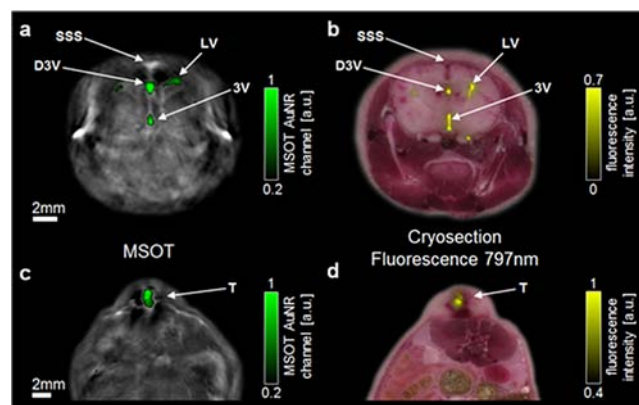 a
SSS
LV
D3V
3V
2mm
1
MSOT AuNR
channel [a.u.]
0.2
b
SSS
LV
D3V
3V
0.7
fluorescence
intensity [a.u.]
0
MSOT
Cryosection
Fluorescence 797nm
c
T
2mm
1
MSOT AuNR
channel [a.u.]
0.2
d
T
1
fluorescence
intensity [a.u.]
0.4